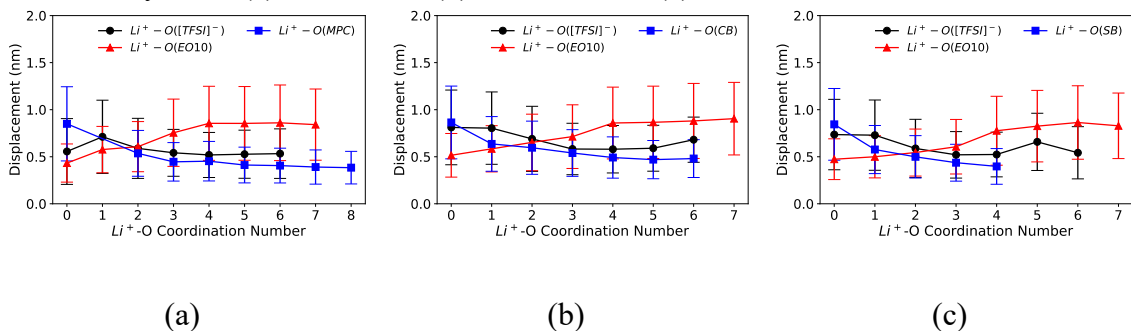 Li⁺ − O([TFSI]⁻) Li⁺ − O(MPC)
Li⁺ − O(EO10)
2.0
1.5
1.0
0.5
0.0
Displacement (nm)
0 1 2 3 4 5 6 7 8
Li⁺-O Coordination Number
(a)
Li⁺ − O([TFSI]⁻) Li⁺ − O(CB)
Li⁺ − O(EO10)
2.0
1.5
1.0
0.5
0.0
Displacement (nm)
0 1 2 3 4 5 6 7
Li⁺-O Coordination Number
(b)
Li⁺ − O([TFSI]⁻) Li⁺ − O(SB)
Li⁺ − O(EO10)
2.0
1.5
1.0
0.5
0.0
Displacement (nm)
0 1 2 3 4 5 6 7
Li⁺-O Coordination Number
(c)